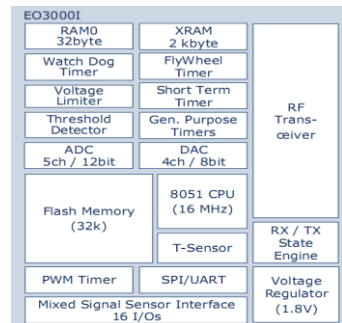 EO3000I
RAM0
32byte
XRAM
2 kbyte
Watch Dog
Timer
FlyWheel
Timer
Voltage
Limiter
Short Term
Timer
Threshold
Detector
Gen. Purpose
Timers
ADC
5ch / 12bit
DAC
4ch / 8bit
RF
Trans-
ceiver
Flash Memory
(32k)
8051 CPU
(16 MHz)
T-Sensor
RX / TX
State
Engine
PWM Timer
SPI/UART
Voltage
Regulator
(1.8V)
Mixed Signal Sensor Interface
16 I/Os